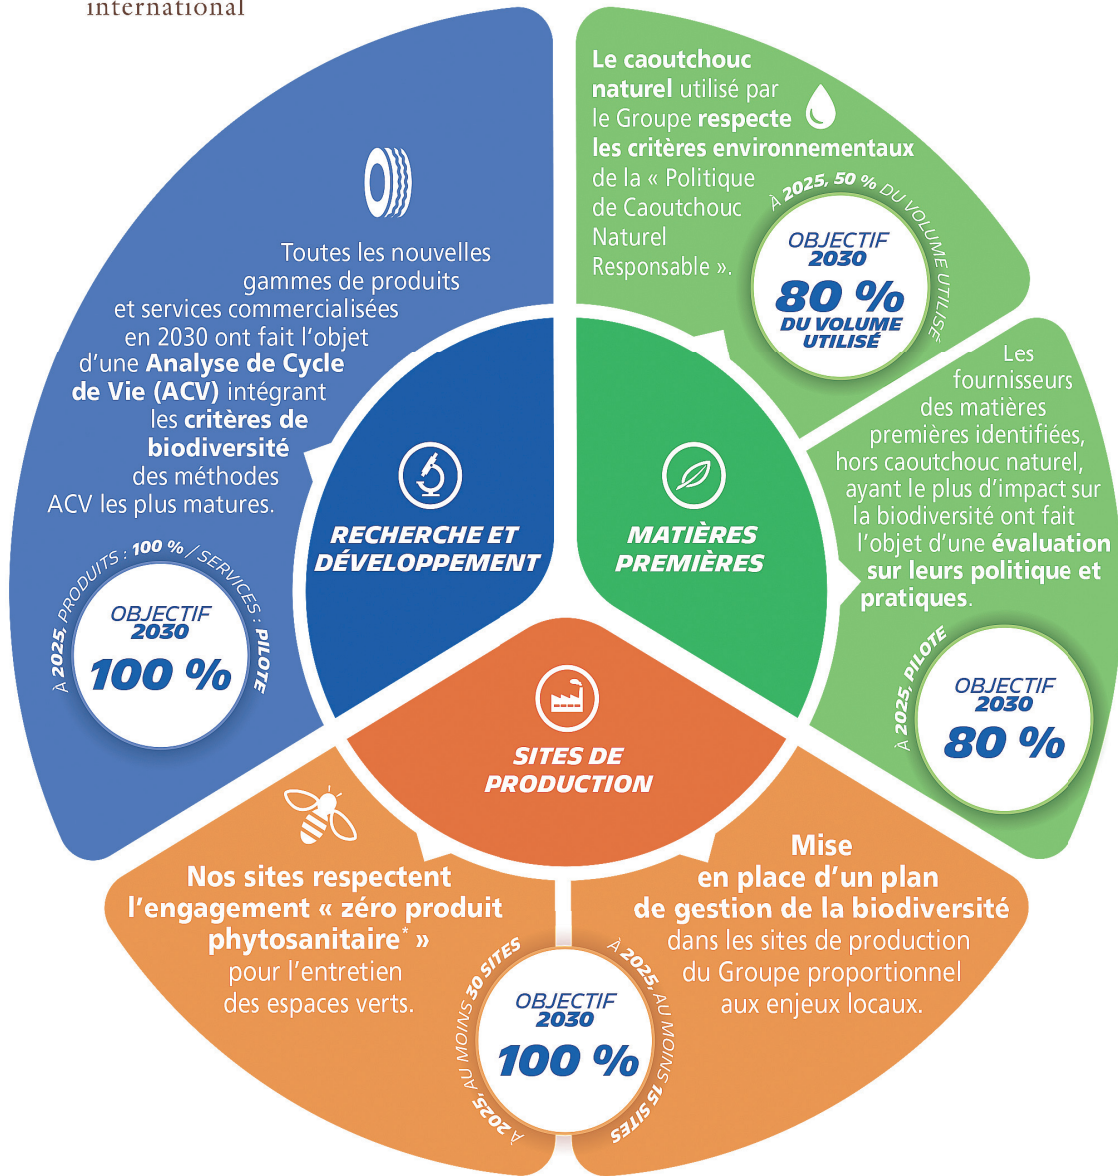 international
Toutes les nouvelles
gammes de produits
et services commercialisées
en 2030 ont fait l'objet
d'une Analyse de Cycle
de Vie (ACV) intégrant
les critères de
biodiversité
des méthodes
ACV les plus matures.
À 2025, PRODUITS : 100 % / SERVICES : PILOTE
OBJECTIF
2030
100 %
RECHERCHE ET
DÉVELOPPEMENT
Le caoutchouc
naturel utilisé par
le Groupe respecte
les critères environnementaux
de la « Politique
de Caoutchouc
Naturel
Responsable ».
À 2025, 50 % DU VOLUME UTILISÉ
OBJECTIF
2030
80 %
DU VOLUME
UTILISÉ
MATIÈRES
PREMIÈRES
Les
fournisseurs
des matières
premières identifiées,
hors caoutchouc naturel,
ayant le plus d'impact sur
la biodiversité ont fait
l'objet d'une évaluation
sur leurs politique et
pratiques.
À 2025, PILOTE
OBJECTIF
2030
80 %
SITES DE
PRODUCTION
Nos sites respectent
l'engagement « zéro produit
phytosanitaire* »
pour l'entretien
des espaces verts.
À 2025, AU MOINS 30 SITES
OBJECTIF
2030
100 %
À 2025, AU MOINS 15 SITES
Mise
en place d'un plan
de gestion de la biodiversité
dans les sites de production
du Groupe proportionnel
aux enjeux locaux.